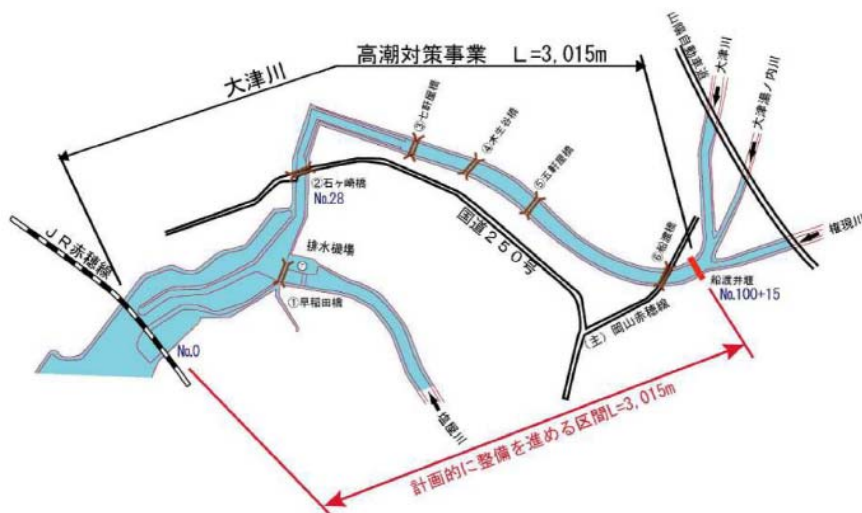 高潮対策事業 L=3,015m
大津川
山陽自動車道
大津川
大津湯ノ内川
権現川
③七軒屋橋
④木生谷橋
⑤五軒屋橋
②石ヶ崎橋
No.28
国道250号
⑥船渡橋
船渡井堰
No.100+15
排水機場
JR赤穂線
①早稲田橋
(主)岡山赤穂線
No.0
塩屋川
計画的に整備を進める区間L=3,015m